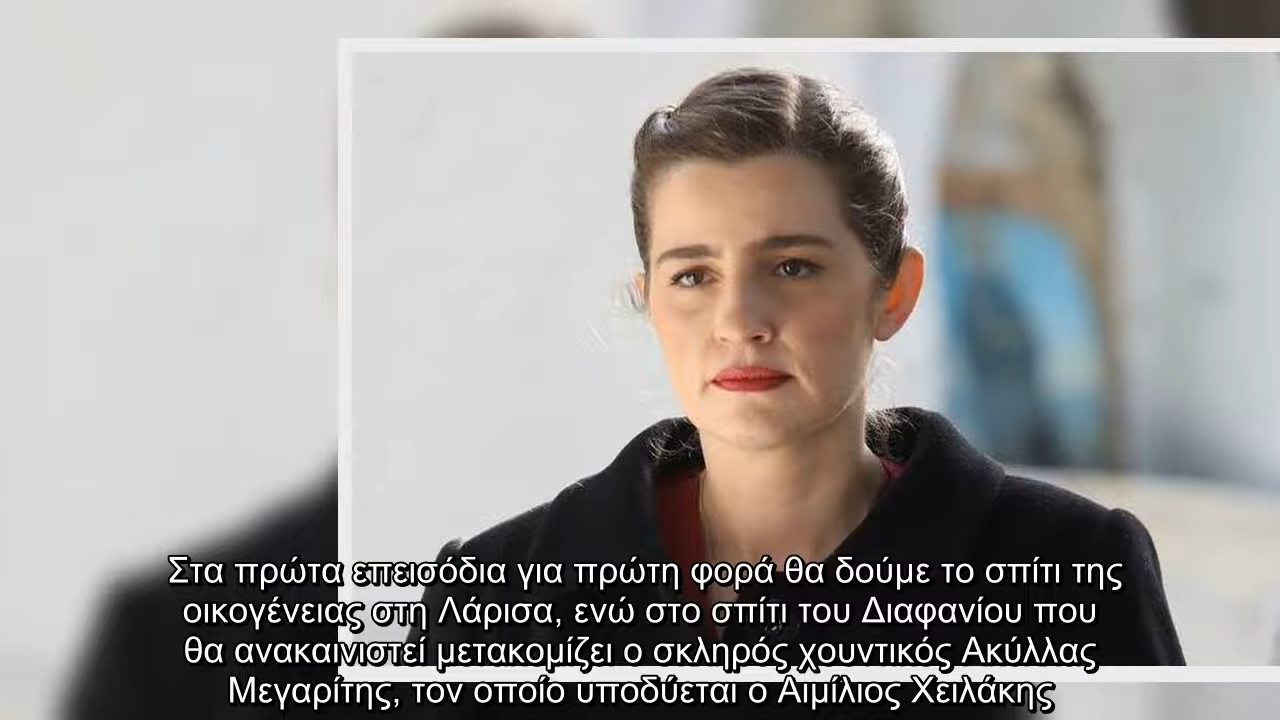 Στα πρώτα επεισόδια για πρώτη φορά θα δούμε το σπίτι της
οικογένειας στη Λάρισα, ενώ στο σπίτι του Διαφανίου που
θα ανακαινιστεί μετακομίζει ο σκληρός χουντικός Ακύλλας
Μεγαρίτης, τον οποίο υποδύεται ο Αιμίλιος Χειλάκης